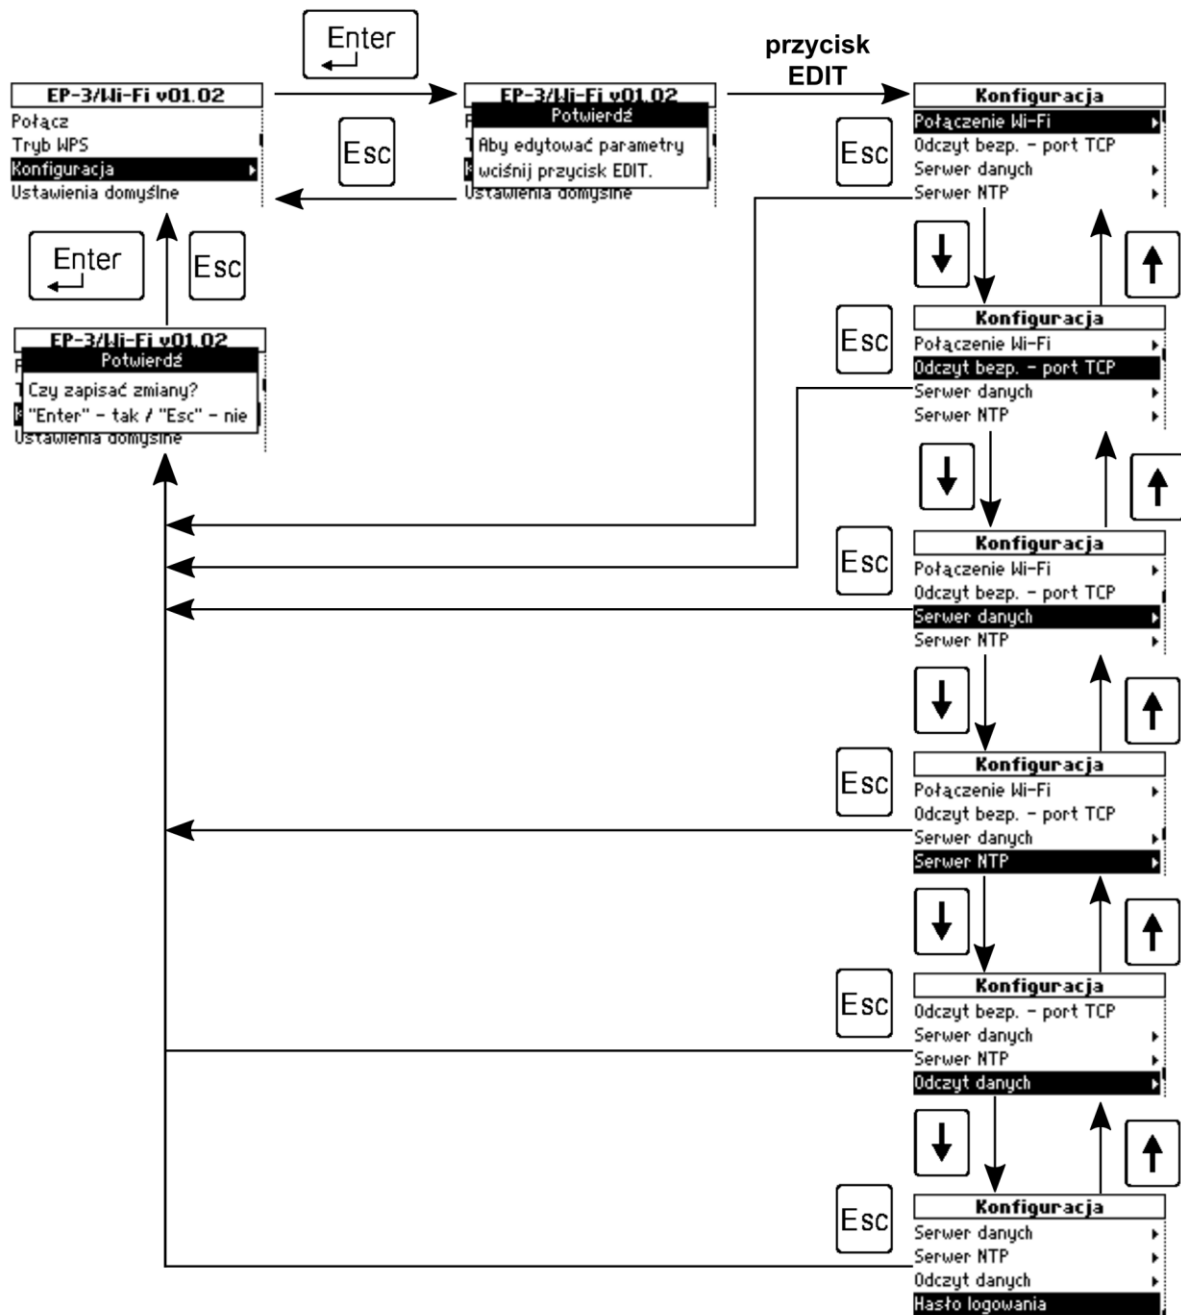 Enter
przycisk
EDIT
EP-3/Wi-Fi v01.02
Połącz
Tryb WPS
Konfiguracja
Ustawienia domyślne
Esc
EP-3/Wi-Fi v01.02
Potwierdź
Aby edytować parametry
wciśnij przycisk EDIT.
Ustawienia domyślne
Esc
Konfiguracja
Połączenie Wi-Fi
Odczyt bezp. - port TCP
Serwer danych
Serwer NTP
Enter
Esc
EP-3/Wi-Fi v01.02
Potwierdź
Czy zapisać zmiany?
"Enter" - tak / "Esc" - nie
Ustawienia domyślne
Esc
Konfiguracja
Połączenie Wi-Fi
Odczyt bezp. - port TCP
Serwer danych
Serwer NTP
Esc
Konfiguracja
Połączenie Wi-Fi
Odczyt bezp. - port TCP
Serwer danych
Serwer NTP
Esc
Konfiguracja
Połączenie Wi-Fi
Odczyt bezp. - port TCP
Serwer danych
Serwer NTP
Esc
Konfiguracja
Odczyt bezp. - port TCP
Serwer danych
Serwer NTP
Odczyt danych
Esc
Konfiguracja
Serwer danych
Serwer NTP
Odczyt danych
Hasło logowania